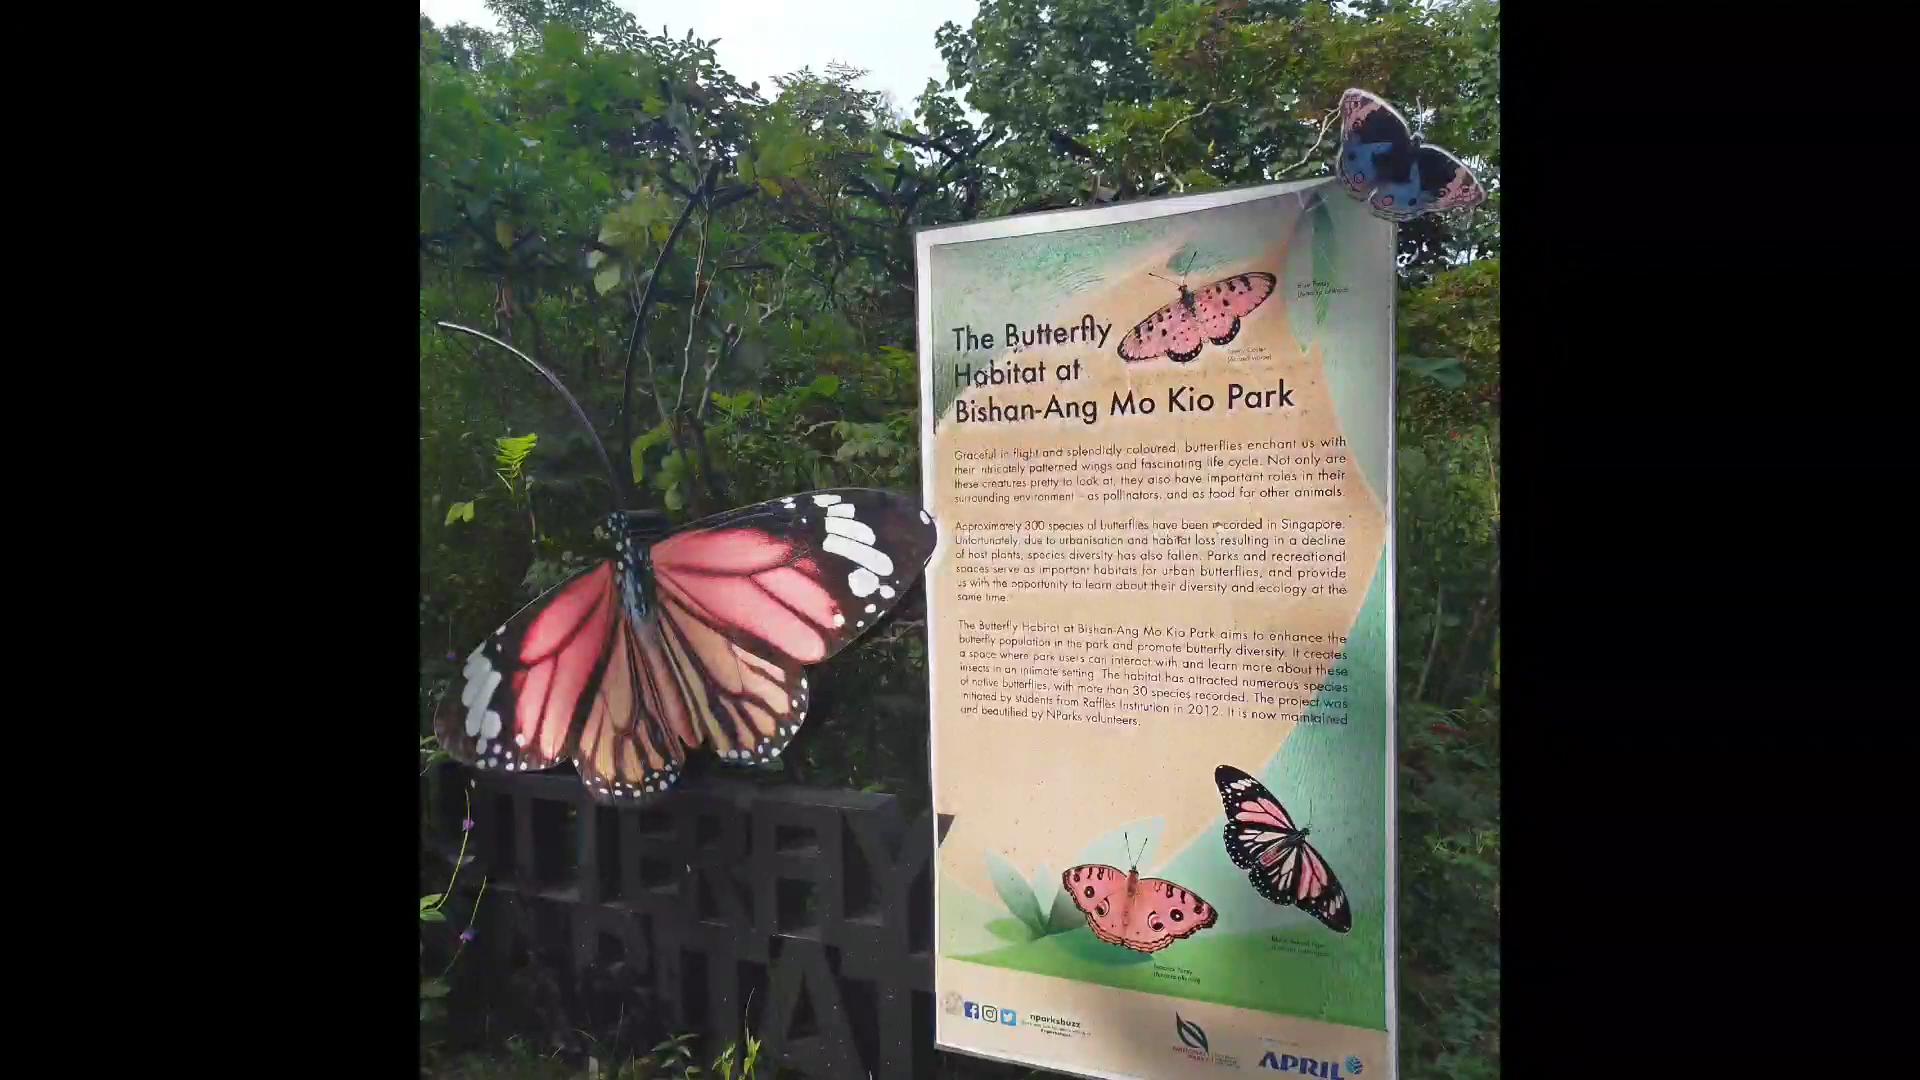 The Butterfly
Habitat at
Bishan-Ang Mo Kio Park
Graceful in flight and splendidly coloured, butterflies enchant us with
their intricately patterned wings and fascinating life cycle. Not only are
these creatures pretty to look at, they also have important roles in their
surrounding environment – as pollinators, and as food for other animals.
Approximately 300 species of butterflies have been recorded in Singapore.
Unfortunately, due to urbanisation and habitat loss resulting in a decline
of host plants, species diversity has also fallen. Parks and recreational
spaces serve as important habitats for urban butterflies, and provide
us with the opportunity to learn about their diversity and ecology at the
same time.
The Butterfly Habitat at Bishan-Ang Mo Kio Park aims to enhance the
butterfly population in the park and promote butterfly diversity. It creates
a space where park users can interact with and learn more about these
insects in an intimate setting. The habitat has attracted numerous species
of native butterflies, with more than 30 species recorded. The project was
initiated by students from Raffles Institution in 2012. It is now maintained
and beautified by NParks volunteers.
nparksbuzz
APRIL